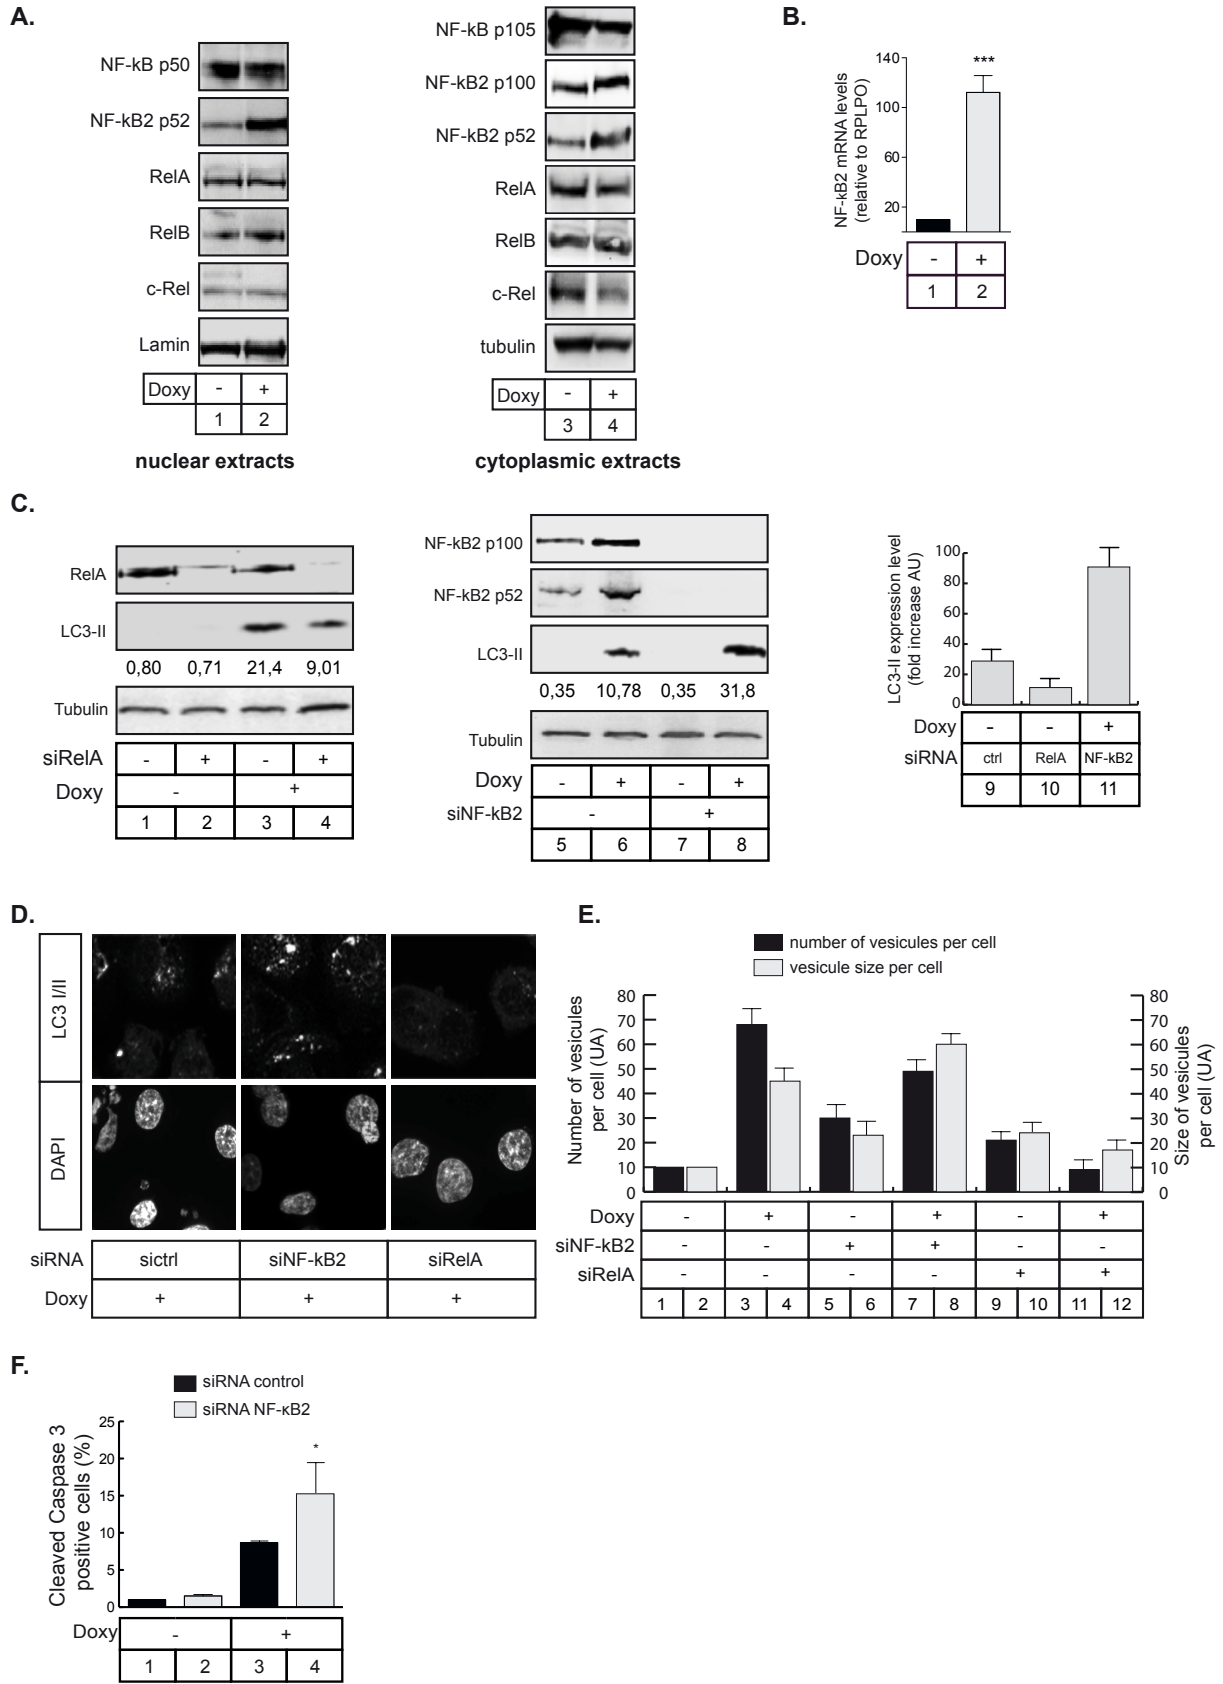 A.
NF-kB p50
NF-kB2 p52
RelA
RelB
c-Rel
Lamin
Doxy - +
1 2
nuclear extracts
NF-kB p105
NF-kB2 p100
NF-kB2 p52
RelA
RelB
c-Rel
tubulin
Doxy - +
3 4
cytoplasmic extracts
B.
NF-kB2 mRNA levels
(relative to RPLPO)
140
100
60
20
***
Doxy - +
1 2
C.
RelA
LC3-II
0,80 0,71 21,4 9,01
Tubulin
siRelA - + - +
Doxy - +
1 2 3 4
NF-kB2 p100
NF-kB2 p52
LC3-II
0,35 10,78 0,35 31,8
Tubulin
Doxy - + - +
siNF-kB2 - +
5 6 7 8
LC3-II expression level
(fold increase AU)
100
80
60
40
20
0
Doxy - - +
siRNA ctrl RelA NF-kB2
9 10 11
D.
LC3 I/II
DAPI
siRNA sictrl siNF-kB2 siRelA
Doxy + + +
E.
number of vesicules per cell
vesicule size per cell
Number of vesicules
per cell (UA)
80
70
60
50
40
30
20
10
0
80
70
60
50
40
30
20
10
0
Size of vesicules
per cell (UA)
Doxy - + - + - +
siNF-kB2 - - + + - -
siRelA - - - - + +
1 2 3 4 5 6 7 8 9 10 11 12
F.
siRNA control
siRNA NF-κB2
Cleaved Caspase 3
positive cells (%)
25
20
15
10
5
0
*
Doxy - +
1 2 3 4